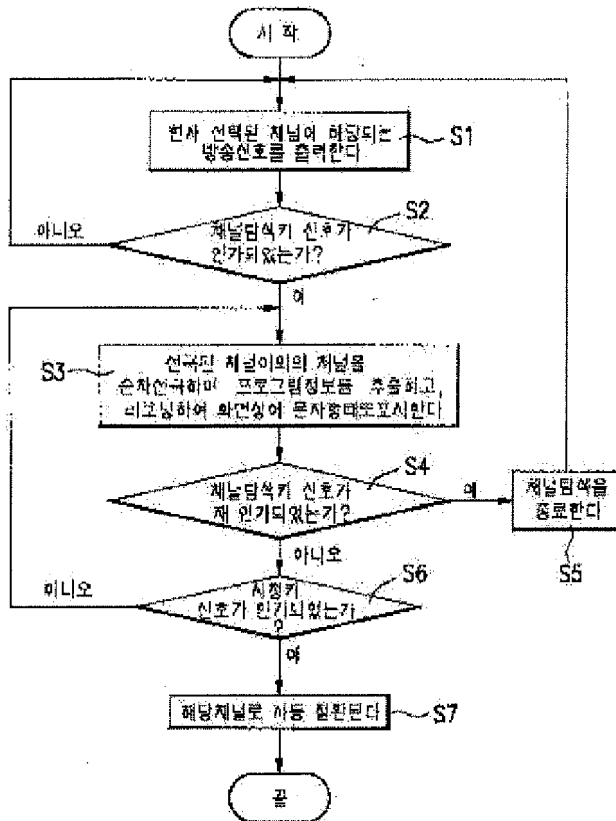 시 작
현재 선택된 채널에 해당되는
방송신호를 출력한다
S1
S2
채널탐색키 신호가
인가되었는가?
아니오
예
S3
선국된 채널이외의 채널을
순차선국하며 프로그램정보를 추출하고,
화면상에 문자형태로표시한다
S4
채널탐색키 신호가
재 인가되었는가?
예
채널탐색을
종료한다
S5
아니오
S6
시청키
신호가 인가되었는가
?
아니오
예
해당채널로 자동 전환된다
S7
끝